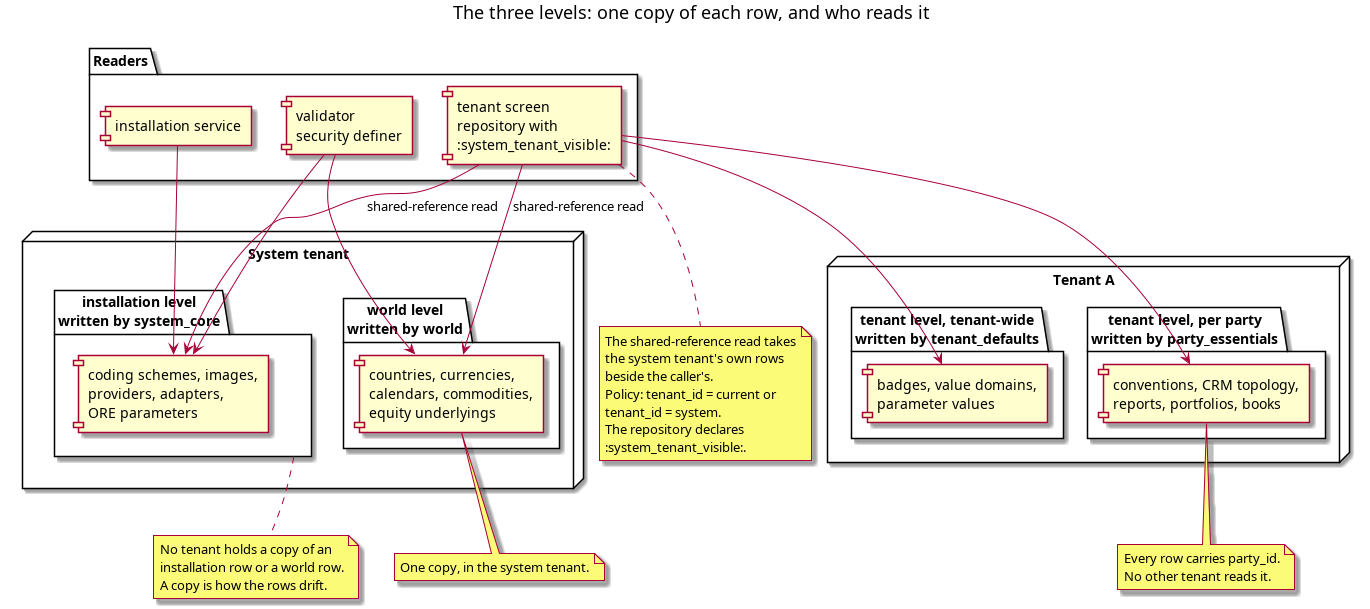 The three levels: one copy of each row, and who reads it
Readers
installation service
validator
security definer
tenant screen
repository with
:system_tenant_visible:
shared-reference read
shared-reference read
System tenant
installation level
written by system_core
coding schemes, images,
providers, adapters,
ORE parameters
world level
written by world
countries, currencies,
calendars, commodities,
equity underlyings
The shared-reference read takes
the system tenant's own rows
beside the caller's.
Policy: tenant_id = current or
tenant_id = system.
The repository declares
:system_tenant_visible:.
Tenant A
tenant level, tenant-wide
written by tenant_defaults
badges, value domains,
parameter values
tenant level, per party
written by party_essentials
conventions, CRM topology,
reports, portfolios, books
No tenant holds a copy of an
installation row or a world row.
A copy is how the rows drift.
One copy, in the system tenant.
Every row carries party_id.
No other tenant reads it.